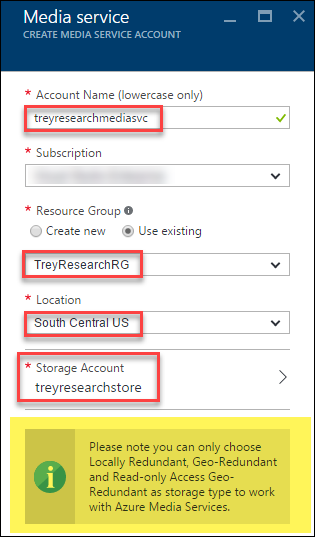 Media service
CREATE MEDIA SERVICE ACCOUNT
* Account Name (lowercase only)
treyresearchmediasvc
* Subscription
* Resource Group
Create new Use existing
TreyResearchRG
* Location
South Central US
* Storage Account
treyresearchstore
Please note you can only choose
Locally Redundant, Geo-Redundant
and Read-only Access Geo-
Redundant as storage type to work
with Azure Media Services.